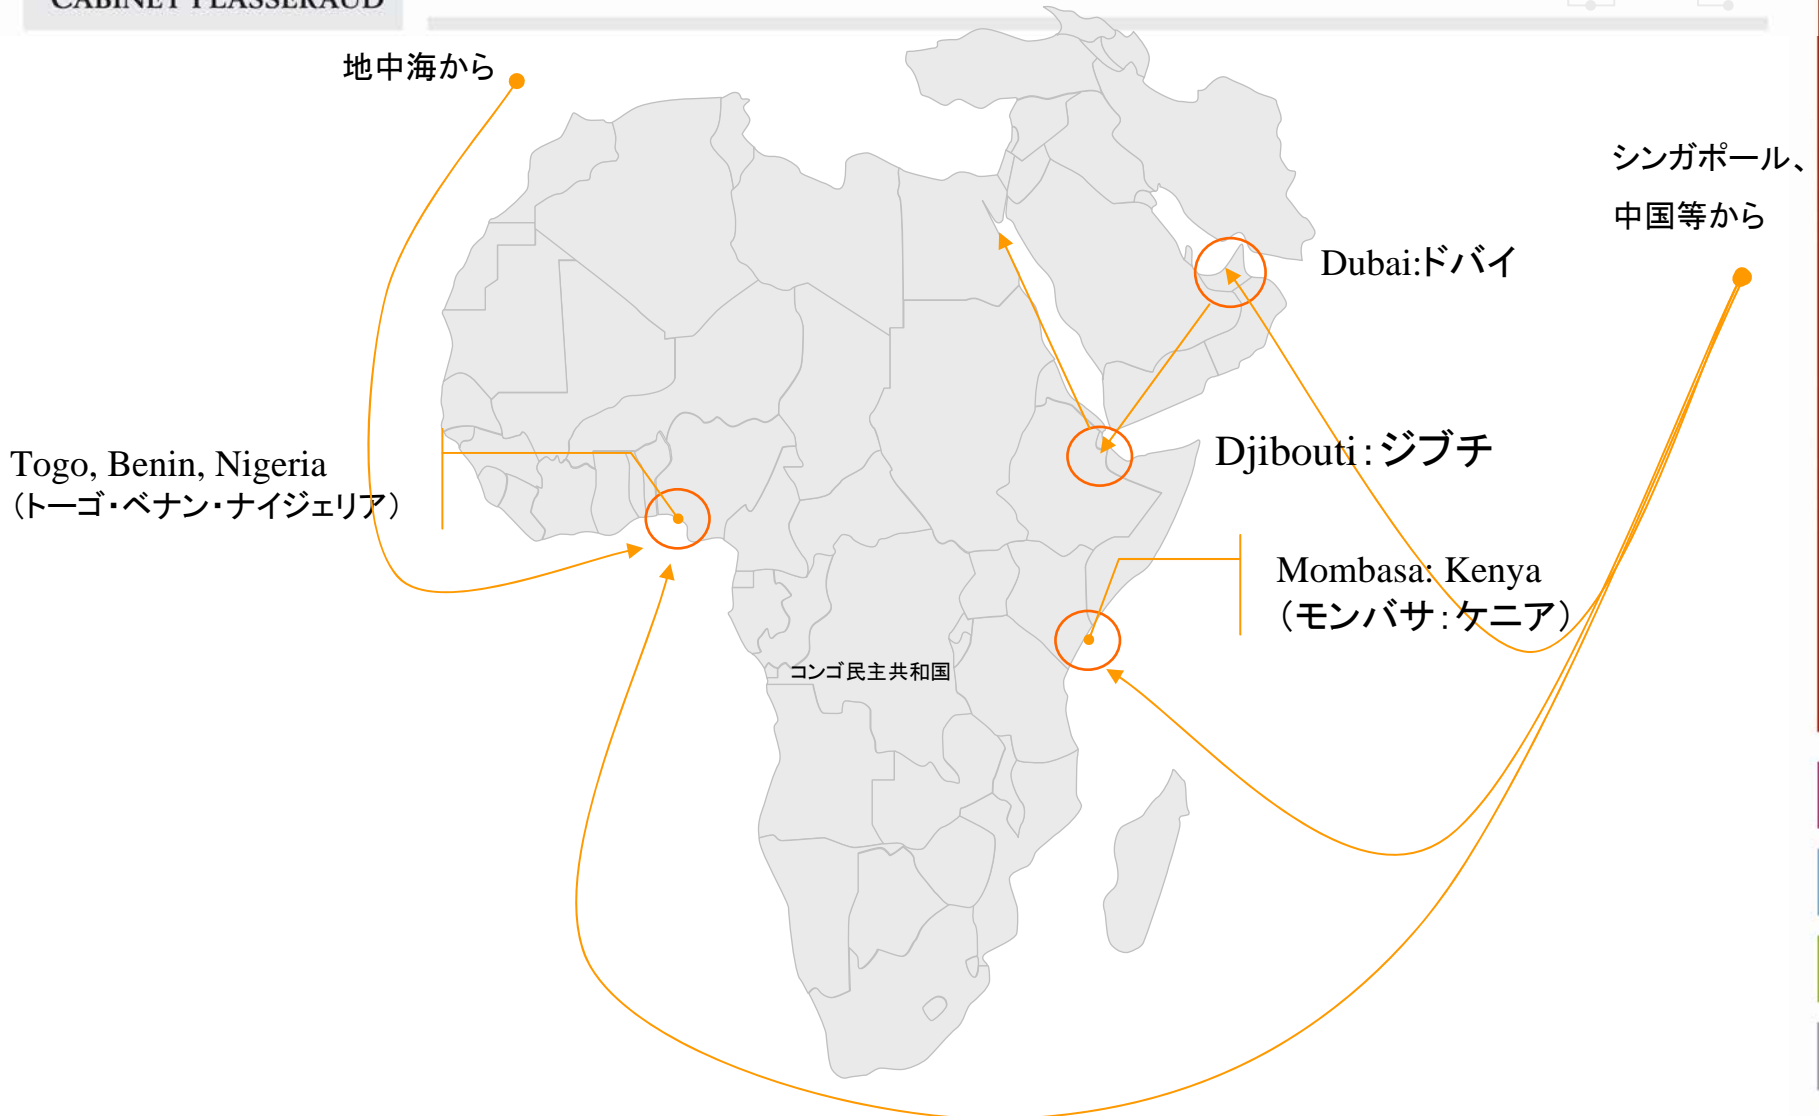 CABINET PLASSERAUD
地中海から
シンガポール、
中国等から
Dubai:ドバイ
Djibouti：ジブチ
Togo, Benin, Nigeria
（トーゴ・ベナン・ナイジェリア）
Mombasa: Kenya
（モンバサ：ケニア）
コンゴ民主共和国